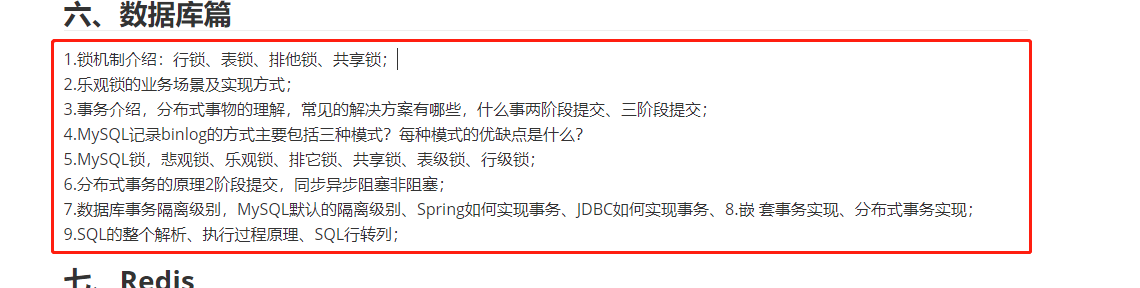 六、数据库篇
1.锁机制介绍：行锁、表锁、排他锁、共享锁；
2.乐观锁的业务场景及实现方式；
3.事务介绍，分布式事物的理解，常见的解决方案有哪些，什么事两阶段提交、三阶段提交；
4.MySQL记录binlog的方式主要包括三种模式？每种模式的优缺点是什么？
5.MySQL锁，悲观锁、乐观锁、排它锁、共享锁、表级锁、行级锁；
6.分布式事务的原理2阶段提交，同步异步阻塞非阻塞；
7.数据库事务隔离级别，MySQL默认的隔离级别、Spring如何实现事务、JDBC如何实现事务、8.嵌 套事务实现、分布式事务实现；
9.SQL的整个解析、执行过程原理、SQL行转列；
七、Redis